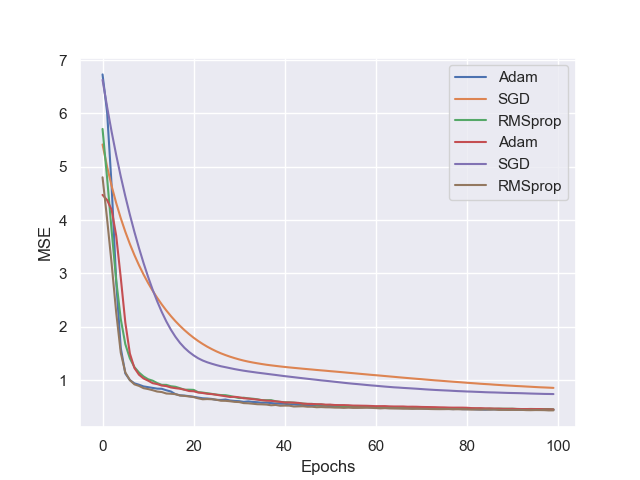 7
6
5
4
3
2
1
MSE
Adam
SGD
RMSprop
Adam
SGD
RMSprop
0 20 40 60 80 100
Epochs